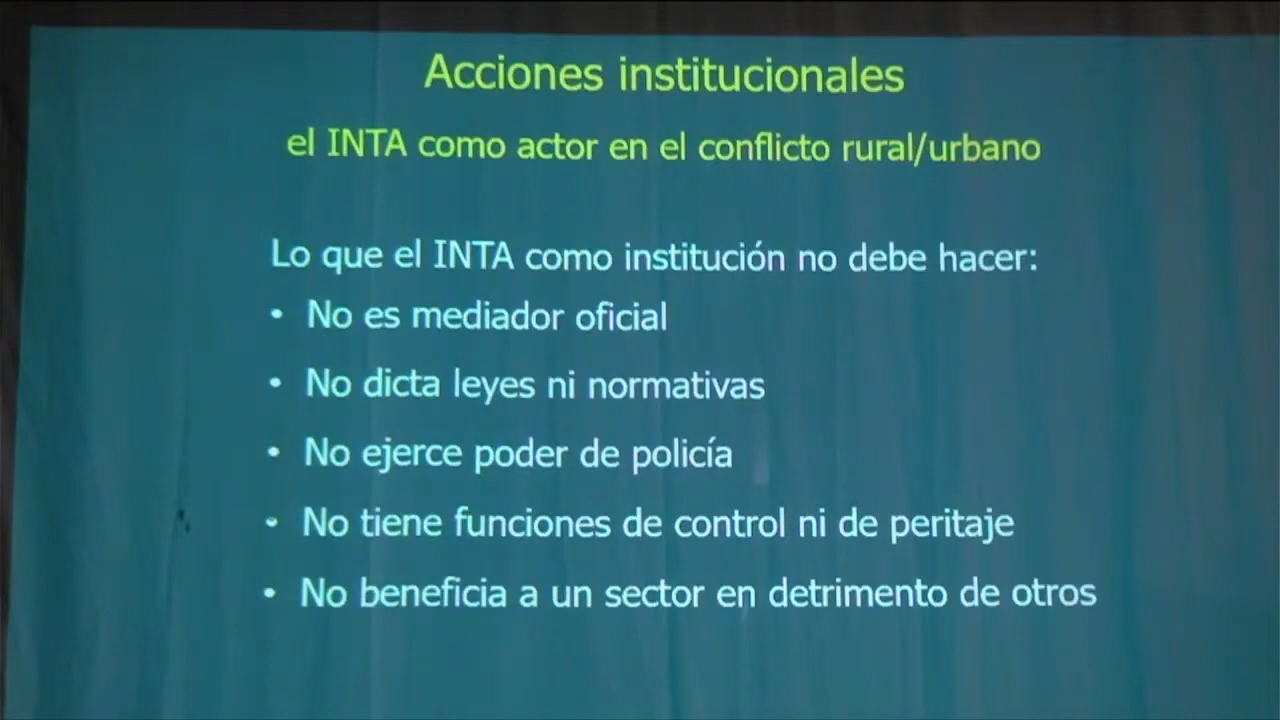 Acciones institucionales
el INTA como actor en el conflicto rural/urbano
Lo que el INTA como institución no debe hacer:
• No es mediador oficial
• No dicta leyes ni normativas
• No ejerce poder de policía
• No tiene funciones de control ni de peritaje
• No beneficia a un sector en detrimento de otros